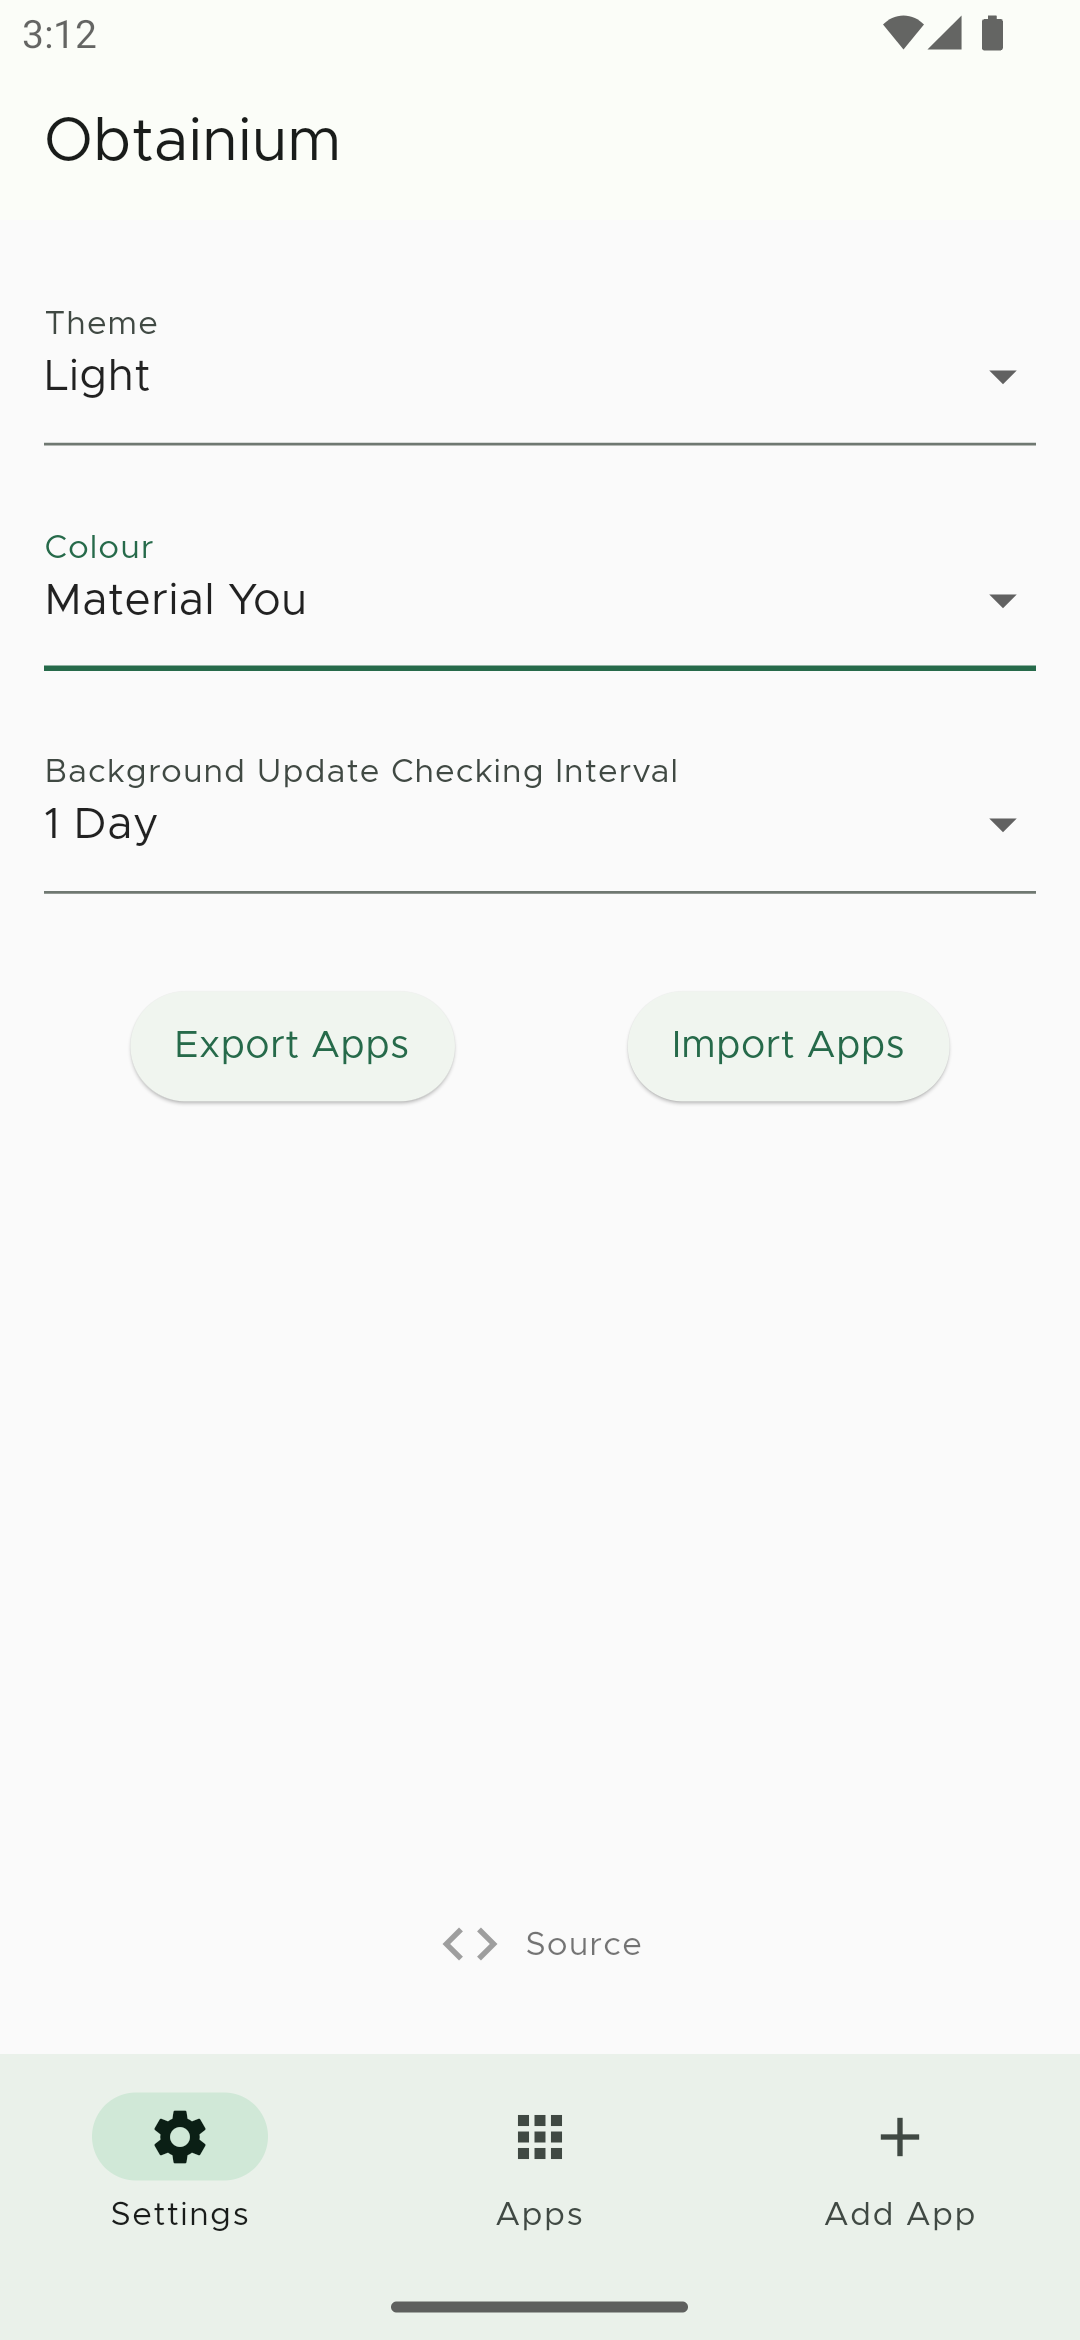 3:12
Obtainium
Theme
Light
Colour
Material You
Background Update Checking Interval
1 Day
Export Apps
Import Apps
Source
Settings
Apps
Add App